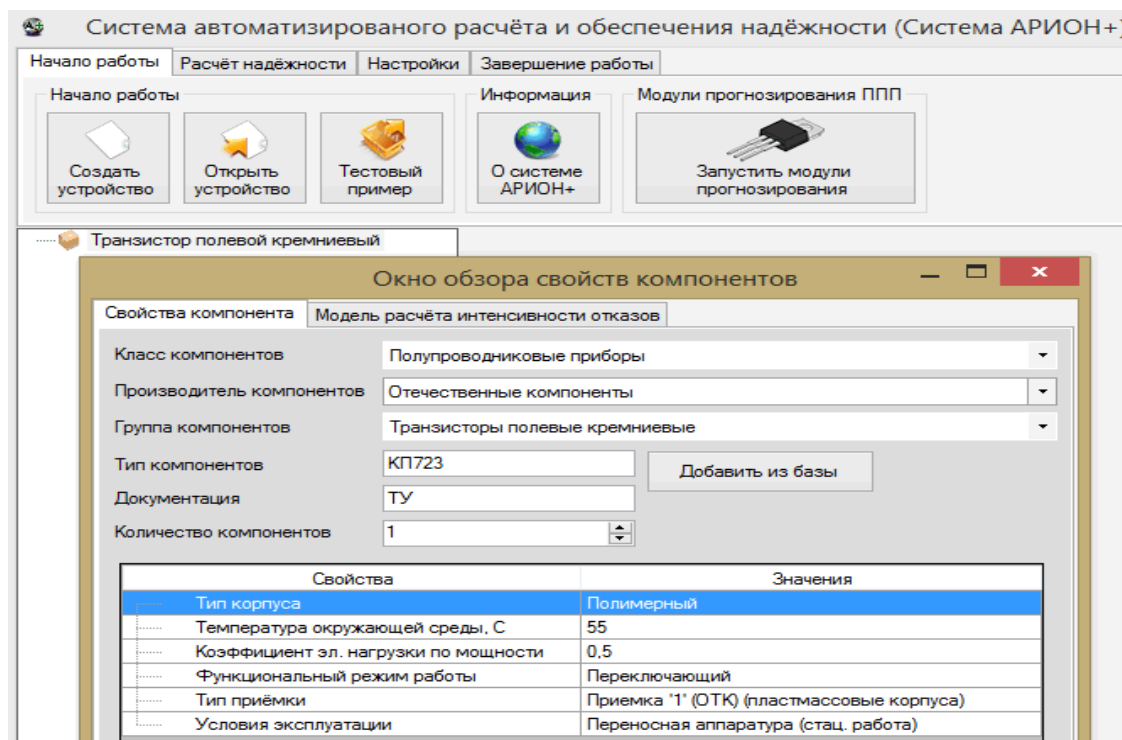 Система автоматизированого расчёта и обеспечения надёжности (Система АРИОН+)
Начало работы Расчёт надёжности Настройки Завершение работы
Начало работы Информация Модули прогнозирования ППП
Создать устройство
Открыть устройство
Тестовый пример
О системе АРИОН+
Запустить модули прогнозирования
Транзистор полевой кремниевый
Окно обзора свойств компонентов
Свойства компонента Модель расчёта интенсивности отказов
Класс компонентов Полупроводниковые приборы
Производитель компонентов Отечественные компоненты
Группа компонентов Транзисторы полевые кремниевые
Тип компонентов КП723 Добавить из базы
Документация ТУ
Количество компонентов 1
Свойства Значения
Тип корпуса Полимерный
Температура окружающей среды, С 55
Коэффициент эл. нагрузки по мощности 0,5
Функциональный режим работы Переключающий
Тип приёмки Приемка "1" (ОТК) (пластмассовые корпуса)
Условия эксплуатации Переносная аппаратура (стац. работа)